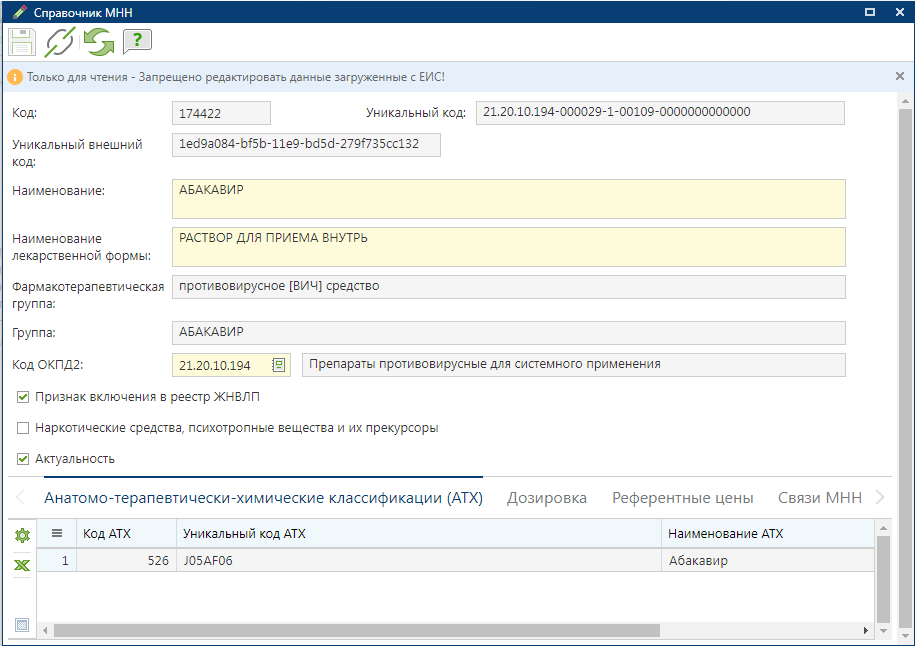 Справочник МНН
?
Только для чтения - Запрещено редактировать данные загруженные с ЕИС!
Код: 174422 Уникальный код: 21.20.10.194-000029-1-00109-0000000000000
Уникальный внешний код: 1ed9a084-bf5b-11e9-bd5d-279f735cc132
Наименование: АБАКАВИР
Наименование лекарственной формы: РАСТВОР ДЛЯ ПРИЕМА ВНУТРЬ
Фармакотерапевтическая группа: противовирусное [ВИЧ] средство
Группа: АБАКАВИР
Код ОКПД2: 21.20.10.194 Препараты противовирусные для системного применения
Признак включения в реестр ЖНВЛП
Наркотические средства, психотропные вещества и их прекурсоры
Актуальность
Анатомо-терапевтически-химические классификации (АТХ) Дозировка Референтные цены Связи МНН
Код АТХ Уникальный код АТХ Наименование АТХ
1 526 J05AF06 Абакавир